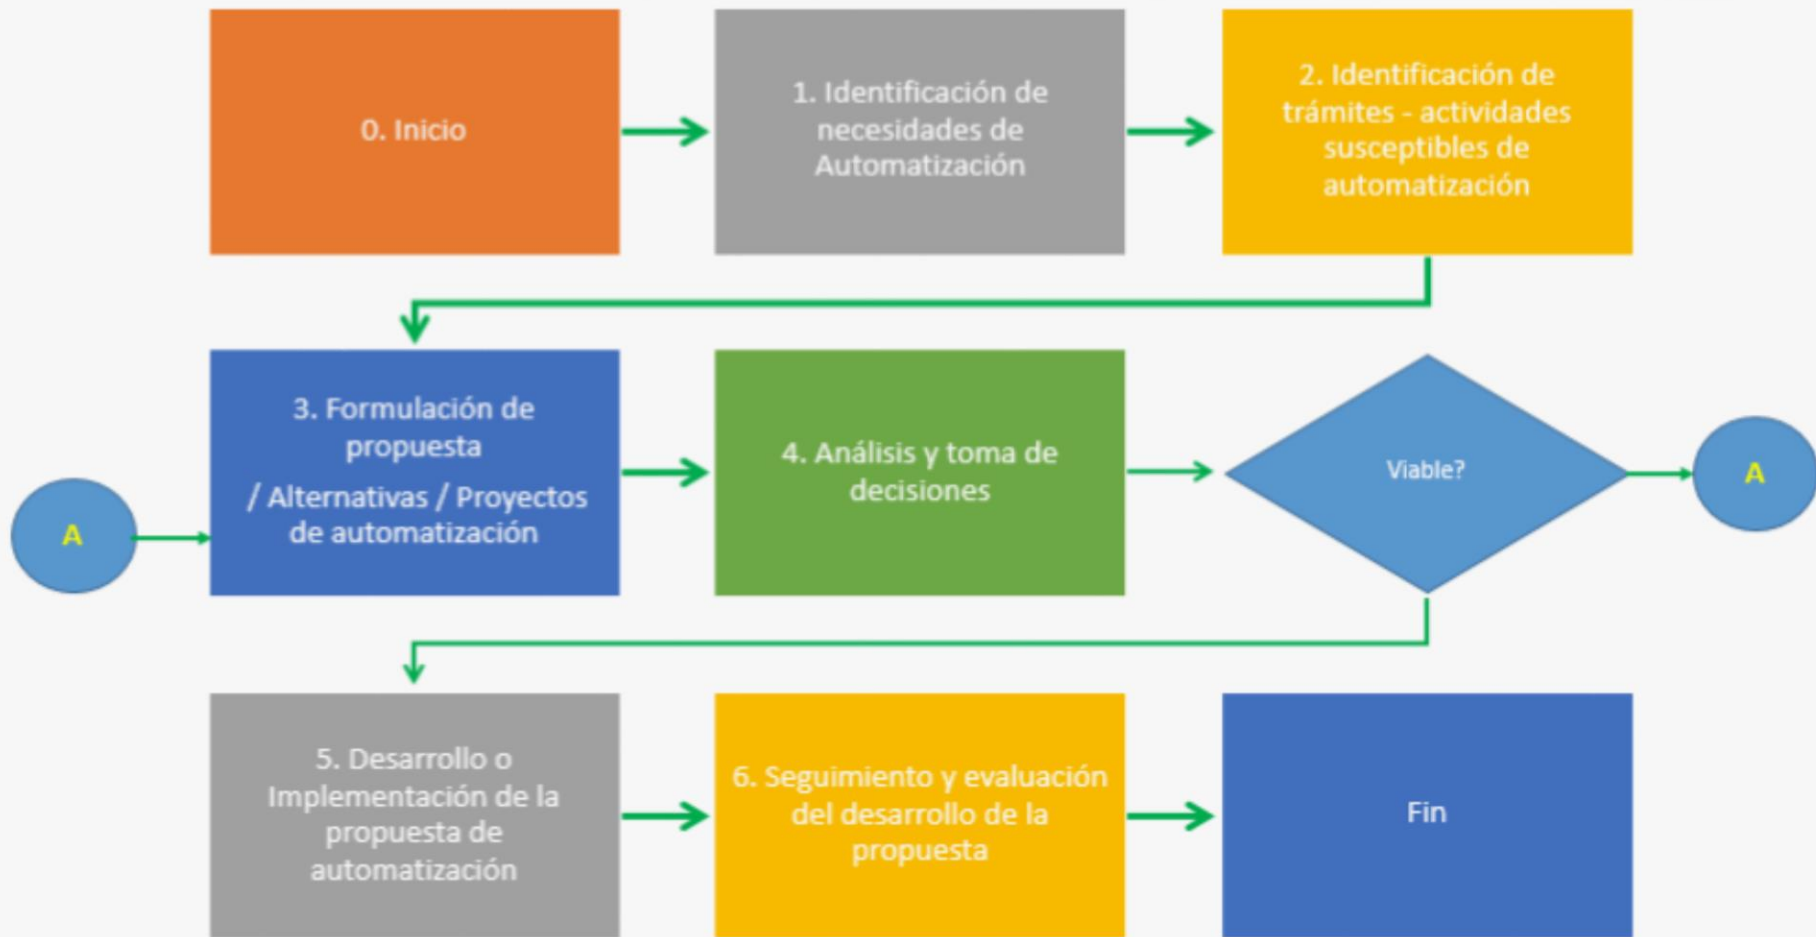 0. Inicio
1. Identificación de
necesidades de
Automatización
2. Identificación de
trámites - actividades
susceptibles de
automatización
A
3. Formulación de
propuesta
/ Alternativas / Proyectos
de automatización
4. Análisis y toma de
decisiones
Viable?
A
5. Desarrollo o
Implementación de la
propuesta de
automatización
6. Seguimiento y evaluación
del desarrollo de la
propuesta
Fin